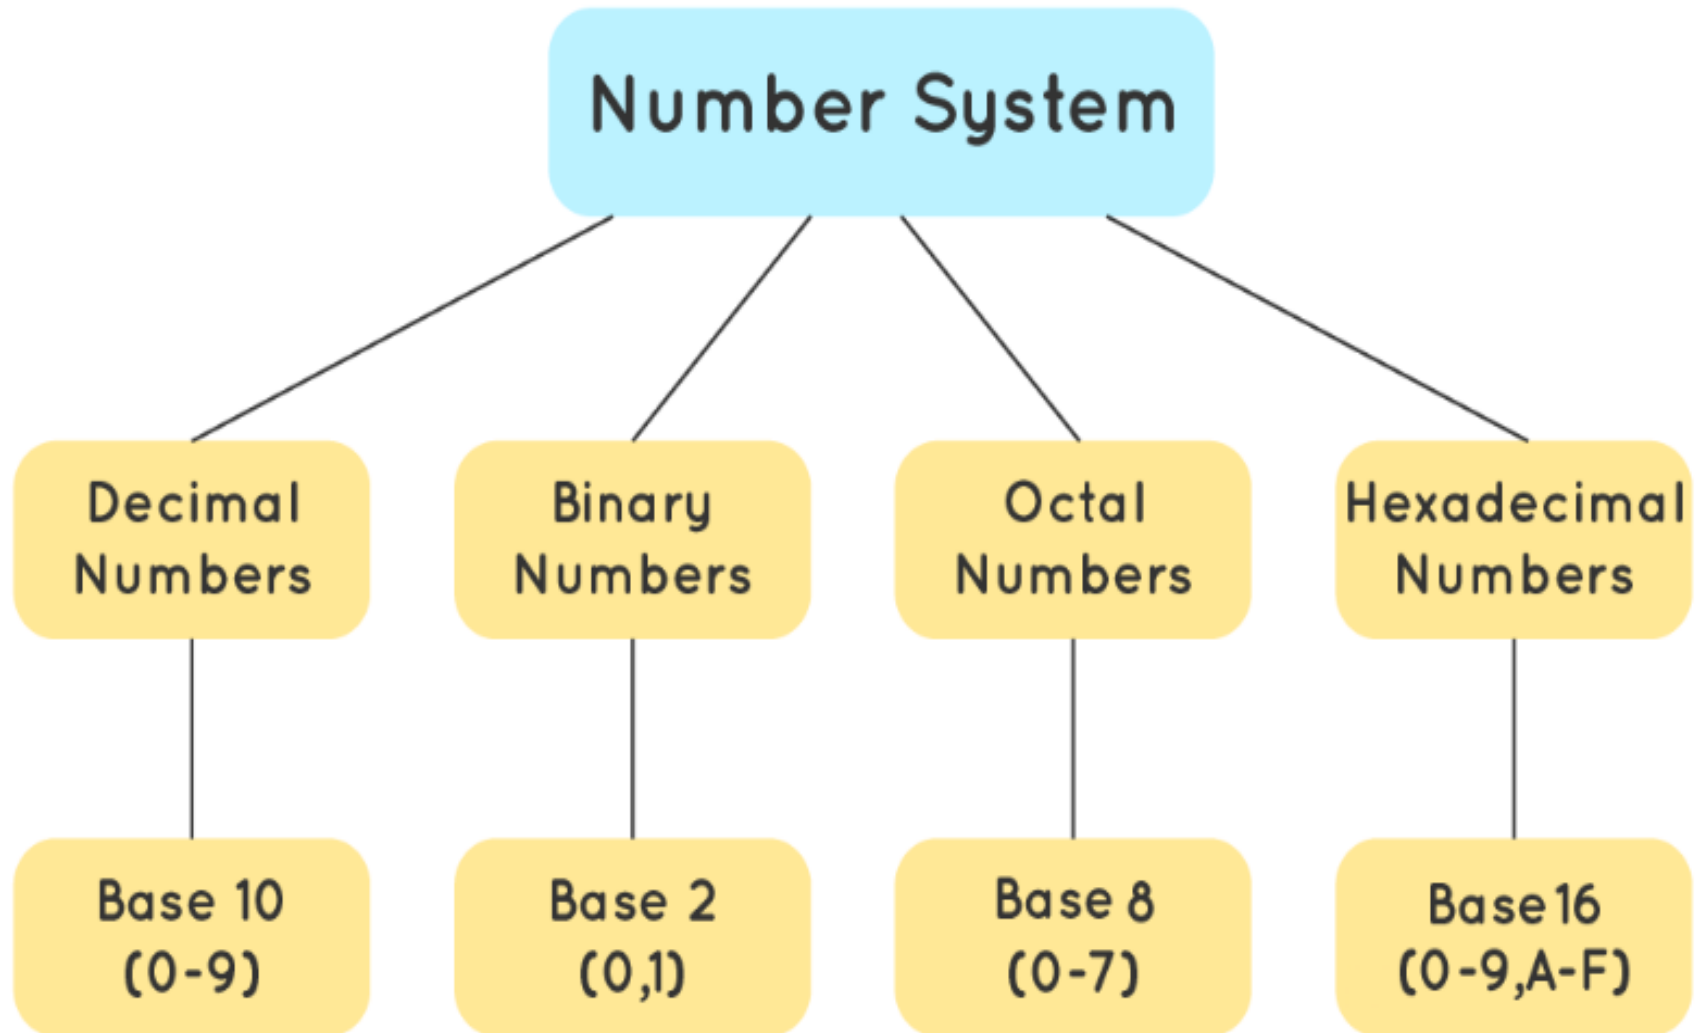 Number System
Decimal
Numbers
Binary
Numbers
Octal
Numbers
Hexadecimal
Numbers
Base 10
(0-9)
Base 2
(0,1)
Base 8
(0-7)
Base 16
(0-9,A-F)